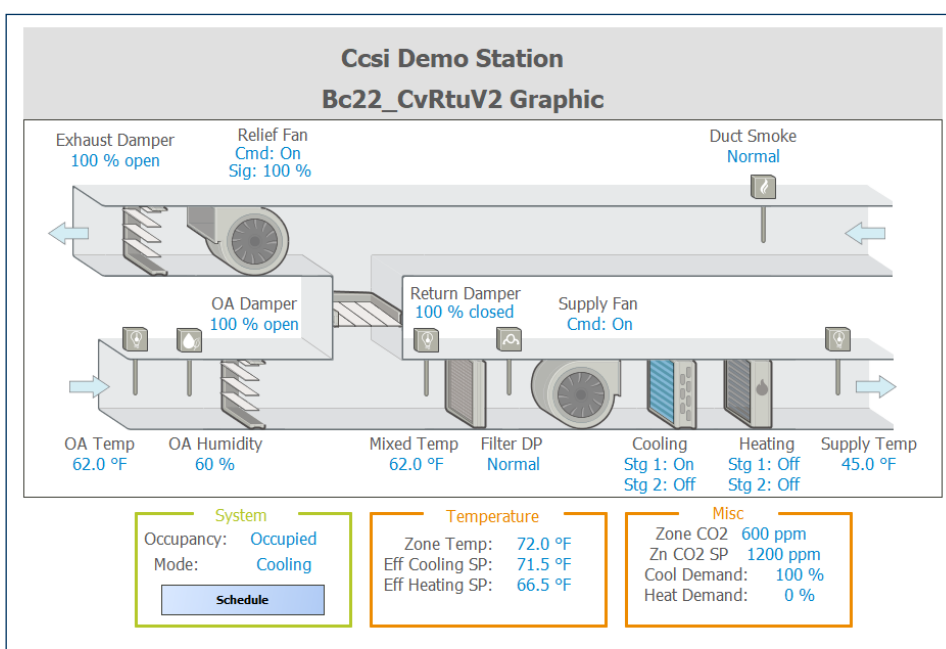 Ccsi Demo Station
Bc22_CvRtuV2 Graphic
Exhaust Damper
100 % open
Relief Fan
Cmd: On
Sig: 100 %
Duct Smoke
Normal
OA Damper
100 % open
Return Damper
100 % closed
Supply Fan
Cmd: On
OA Temp
62.0 °F
OA Humidity
60 %
Mixed Temp
62.0 °F
Filter DP
Normal
Cooling
Stg 1: On
Stg 2: Off
Heating
Stg 1: Off
Stg 2: Off
Supply Temp
45.0 °F
System
Occupancy: Occupied
Mode: Cooling
Schedule
Temperature
Zone Temp: 72.0 °F
Eff Cooling SP: 71.5 °F
Eff Heating SP: 66.5 °F
Misc
Zone CO2 600 ppm
Zn CO2 SP 1200 ppm
Cool Demand: 100 %
Heat Demand: 0 %